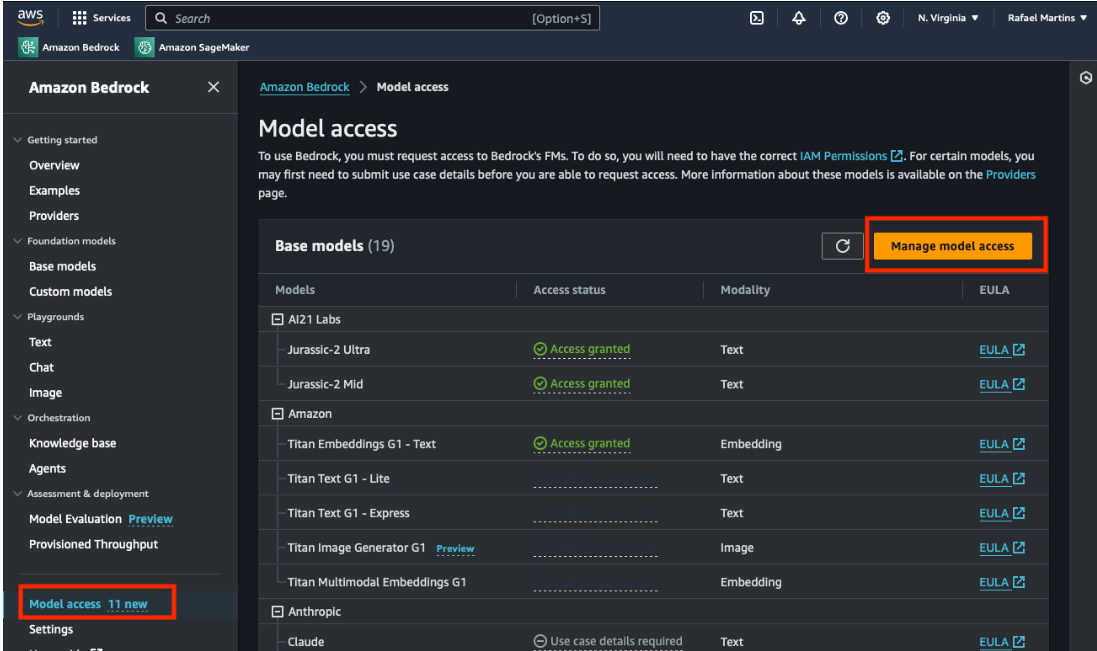 aws
Services
Search [Option+S]
N. Virginia
Rafael Martins
Amazon Bedrock
Amazon SageMaker
Amazon Bedrock
Getting started
Overview
Examples
Providers
Foundation models
Base models
Custom models
Playgrounds
Text
Chat
Image
Orchestration
Knowledge base
Agents
Assessment & deployment
Model Evaluation Preview
Provisioned Throughput
Model access 11 new
Settings
Amazon Bedrock > Model access
Model access
To use Bedrock, you must request access to Bedrock's FMs. To do so, you will need to have the correct IAM Permissions. For certain models, you
may first need to submit use case details before you are able to request access. More information about these models is available on the Providers
page.
Base models (19)
Manage model access
Models Access status Modality EULA
AI21 Labs
Jurassic-2 Ultra Access granted Text EULA
Jurassic-2 Mid Access granted Text EULA
Amazon
Titan Embeddings G1 - Text Access granted Embedding EULA
Titan Text G1 - Lite Text EULA
Titan Text G1 - Express Text EULA
Titan Image Generator G1 Preview Image EULA
Titan Multimodal Embeddings G1 Embedding EULA
Anthropic
Claude Use case details required Text EULA